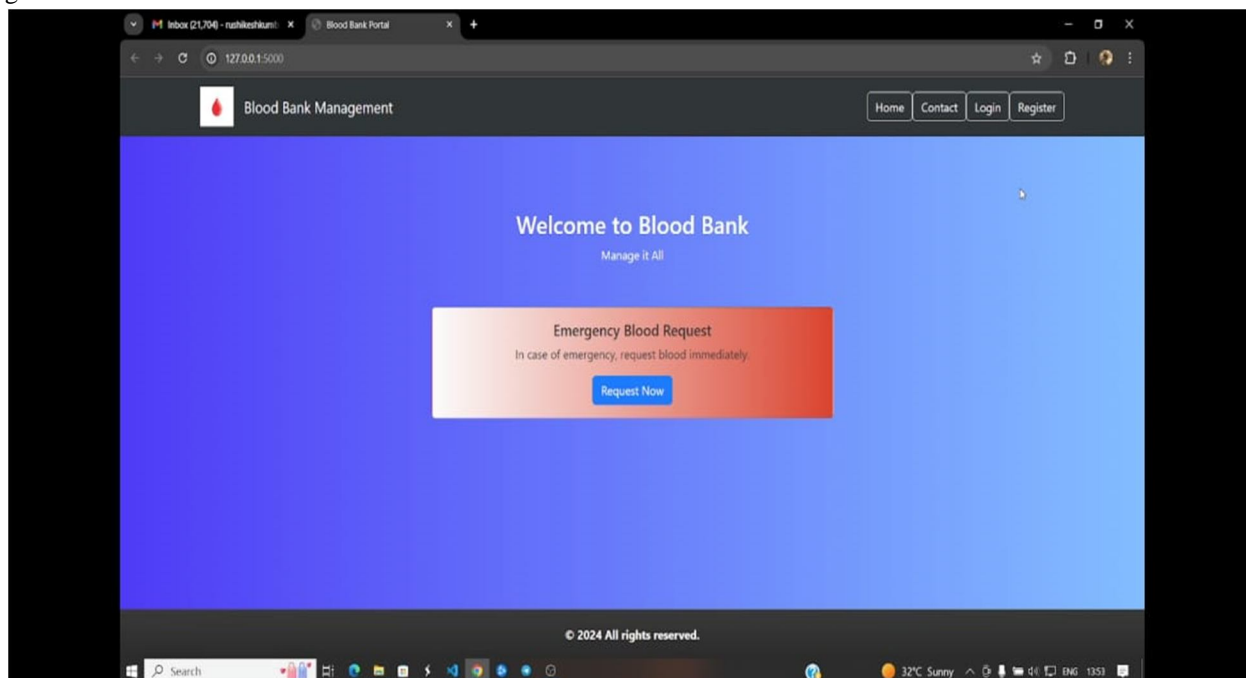 Inbox (21,704) - rushikeshkumb
Blood Bank Portal
127.0.0.1:5000
Blood Bank Management
Home
Contact
Login
Register
Welcome to Blood Bank
Manage it All
Emergency Blood Request
In case of emergency, request blood immediately.
Request Now
© 2024 All rights reserved.
Search
32°C Sunny
ENG
1353